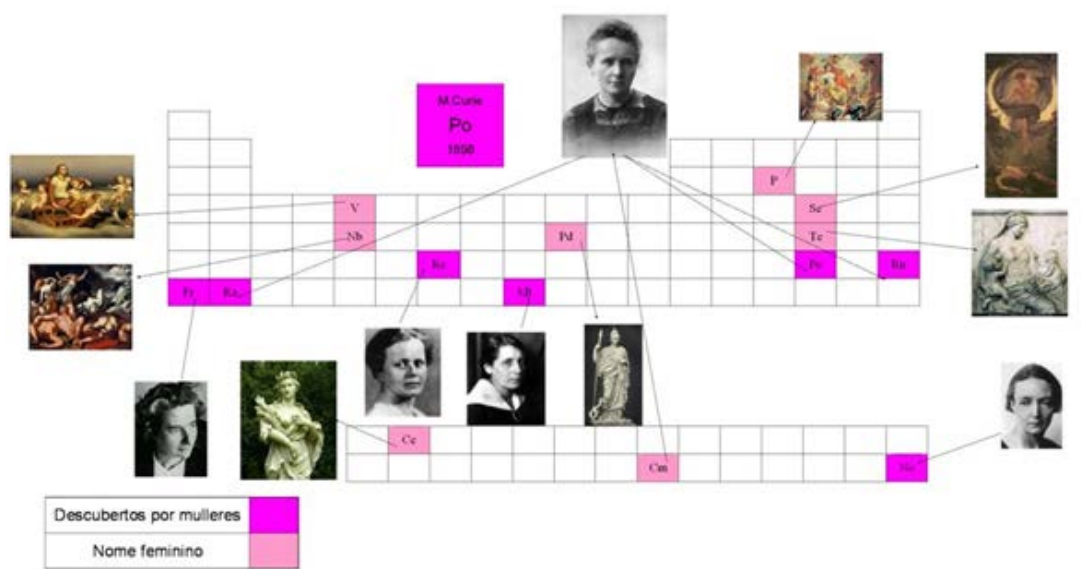 M.Curie
Po
1898
P
V
Se
Nb
Pd
Te
Re
Po
Rn
Fr
Ra
Mt
Ce
Cm
No
Descubertos por mulleres
Nome feminino